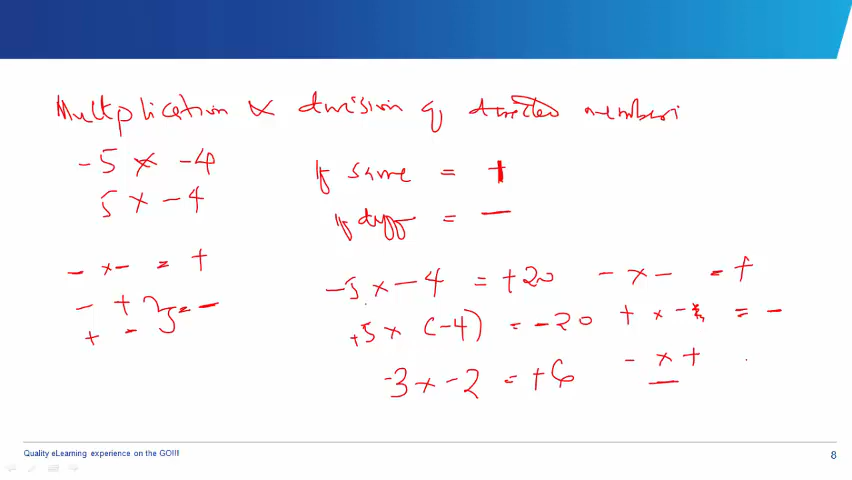 Multiplication & division of directed numbers
-5 x -4
5 x -4
If same = +
If diff = -
- x - = +
- +
+ - } = -
-5 x -4 = +20 - x - = +
+5 x (-4) = -20 + x - = -
-3 x -2 = +6 - x +
Quality eLearning experience on the GO!!! 8